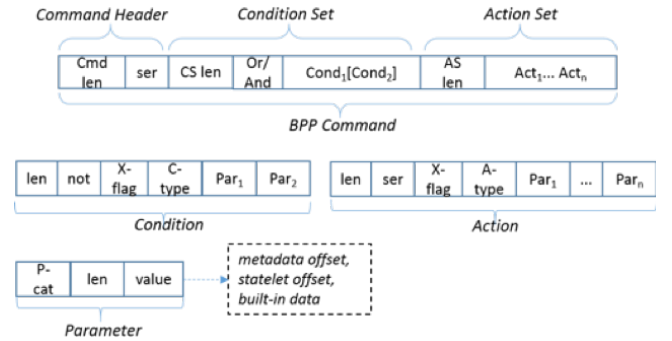 Command Header Condition Set Action Set
Cmd len ser CS len Or/And Cond₁[Cond₂] AS len Act₁... Actₙ
BPP Command
len not X-flag C-type Par₁ Par₂
Condition
len ser X-flag A-type Par₁ ... Parₙ
Action
P-cat len value
Parameter
metadata offset,
statelet offset,
built-in data